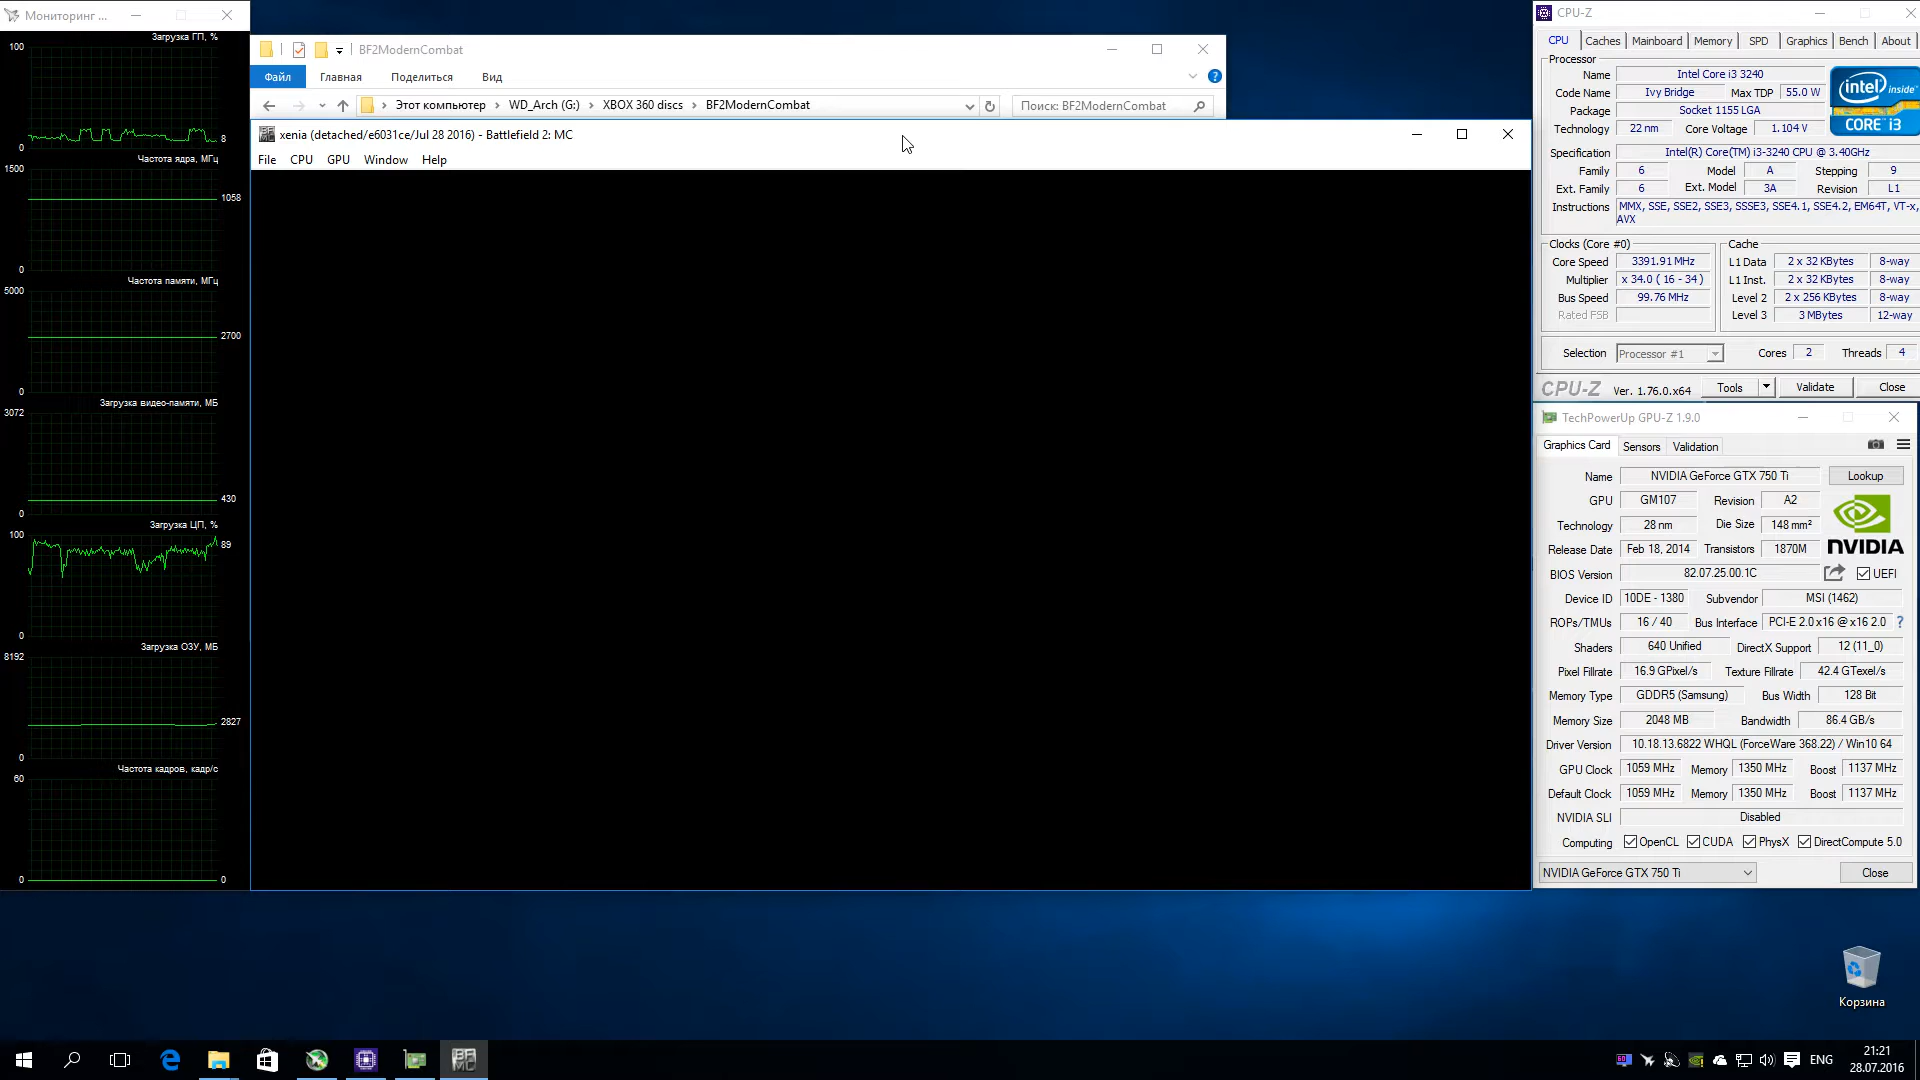 Мониторинг ...
Загрузка ГП, %
100
8
0
Частота ядра, МГц
1500
1058
0
Частота памяти, МГц
5000
2700
0
Загрузка видео-памяти, МБ
3072
430
0
Загрузка ЦП, %
100
89
0
Загрузка ОЗУ, МБ
8192
2827
0
Частота кадров, кадр/с
60
0
0
BF2ModernCombat
Файл Главная Поделиться Вид
Этот компьютер > WD_Arch (G:) > XBOX 360 discs > BF2ModernCombat
Поиск: BF2ModernCombat
xenia (detached/e6031ce/Jul 28 2016) - Battlefield 2: MC
File CPU GPU Window Help
CPU-Z
CPU Caches Mainboard Memory SPD Graphics Bench About
Processor
Name Intel Core i3 3240
Code Name Ivy Bridge Max TDP 55.0 W
Package Socket 1155 LGA
Technology 22 nm Core Voltage 1.104 V
intel inside™
CORE i3
Specification Intel(R) Core(TM) i3-3240 CPU @ 3.40GHz
Family 6 Model A Stepping 9
Ext. Family 6 Ext. Model 3A Revision L1
Instructions MMX, SSE, SSE2, SSE3, SSSE3, SSE4.1, SSE4.2, EM64T, VT-x,
AVX
Clocks (Core #0)
Core Speed 3391.91 MHz
Multiplier x 34.0 ( 16 - 34 )
Bus Speed 99.76 MHz
Rated FSB
Cache
L1 Data 2 x 32 KBytes 8-way
L1 Inst. 2 x 32 KBytes 8-way
Level 2 2 x 256 KBytes 8-way
Level 3 3 MBytes 12-way
Selection Processor #1 Cores 2 Threads 4
CPU-Z Ver. 1.76.0.x64 Tools Validate Close
TechPowerUp GPU-Z 1.9.0
Graphics Card Sensors Validation
Name NVIDIA GeForce GTX 750 Ti Lookup
GPU GM107 Revision A2
Technology 28 nm Die Size 148 mm²
Release Date Feb 18, 2014 Transistors 1870M
NVIDIA
BIOS Version 82.07.25.00.1C UEFI
Device ID 10DE - 1380 Subvendor MSI (1462)
ROPs/TMUs 16 / 40 Bus Interface PCI-E 2.0 x16 @ x16 2.0 ?
Shaders 640 Unified DirectX Support 12 (11_0)
Pixel Fillrate 16.9 GPixel/s Texture Fillrate 42.4 GTexel/s
Memory Type GDDR5 (Samsung) Bus Width 128 Bit
Memory Size 2048 MB Bandwidth 86.4 GB/s
Driver Version 10.18.13.6822 WHQL (ForceWare 368.22) / Win10 64
GPU Clock 1059 MHz Memory 1350 MHz Boost 1137 MHz
Default Clock 1059 MHz Memory 1350 MHz Boost 1137 MHz
NVIDIA SLI Disabled
Computing OpenCL CUDA PhysX DirectCompute 5.0
NVIDIA GeForce GTX 750 Ti Close
Корзина
BF
MC
60
ENG
21:21
28.07.2016